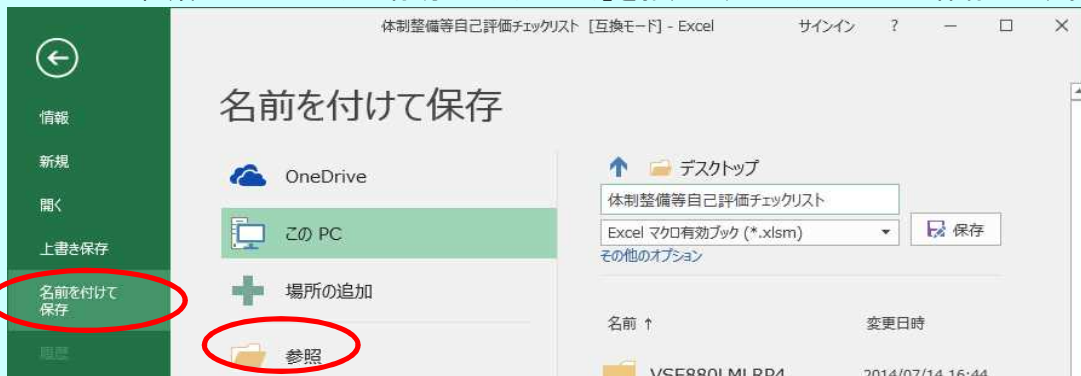 体制整備等自己評価チェックリスト [互換モード] - Excel
サインイン ? － □ ×
名前を付けて保存
情報
新規
開く
上書き保存
名前を付けて
保存
履歴
OneDrive
この PC
場所の追加
参照
デスクトップ
体制整備等自己評価チェックリスト
Excel マクロ有効ブック (*.xlsm)
保存
その他のオプション
名前 ↑
変更日時